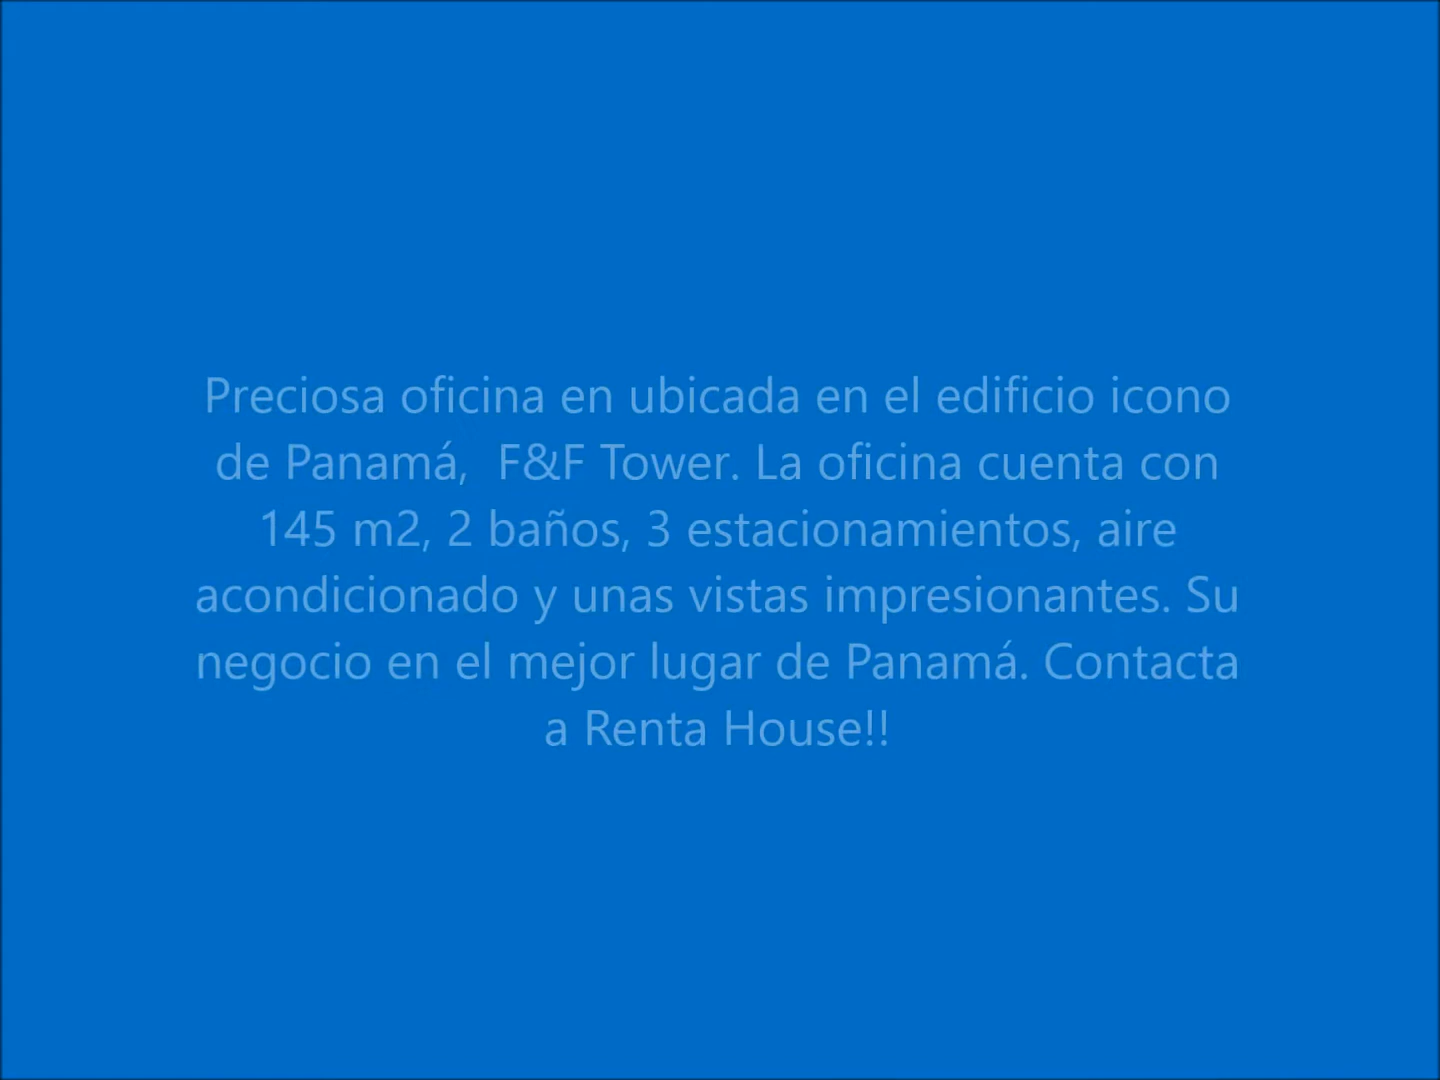 Preciosa oficina en ubicada en el edificio icono
de Panamá,  F&F Tower. La oficina cuenta con
145 m2, 2 baños, 3 estacionamientos, aire
acondicionado y unas vistas impresionantes. Su
negocio en el mejor lugar de Panamá. Contacta
a Renta House!!